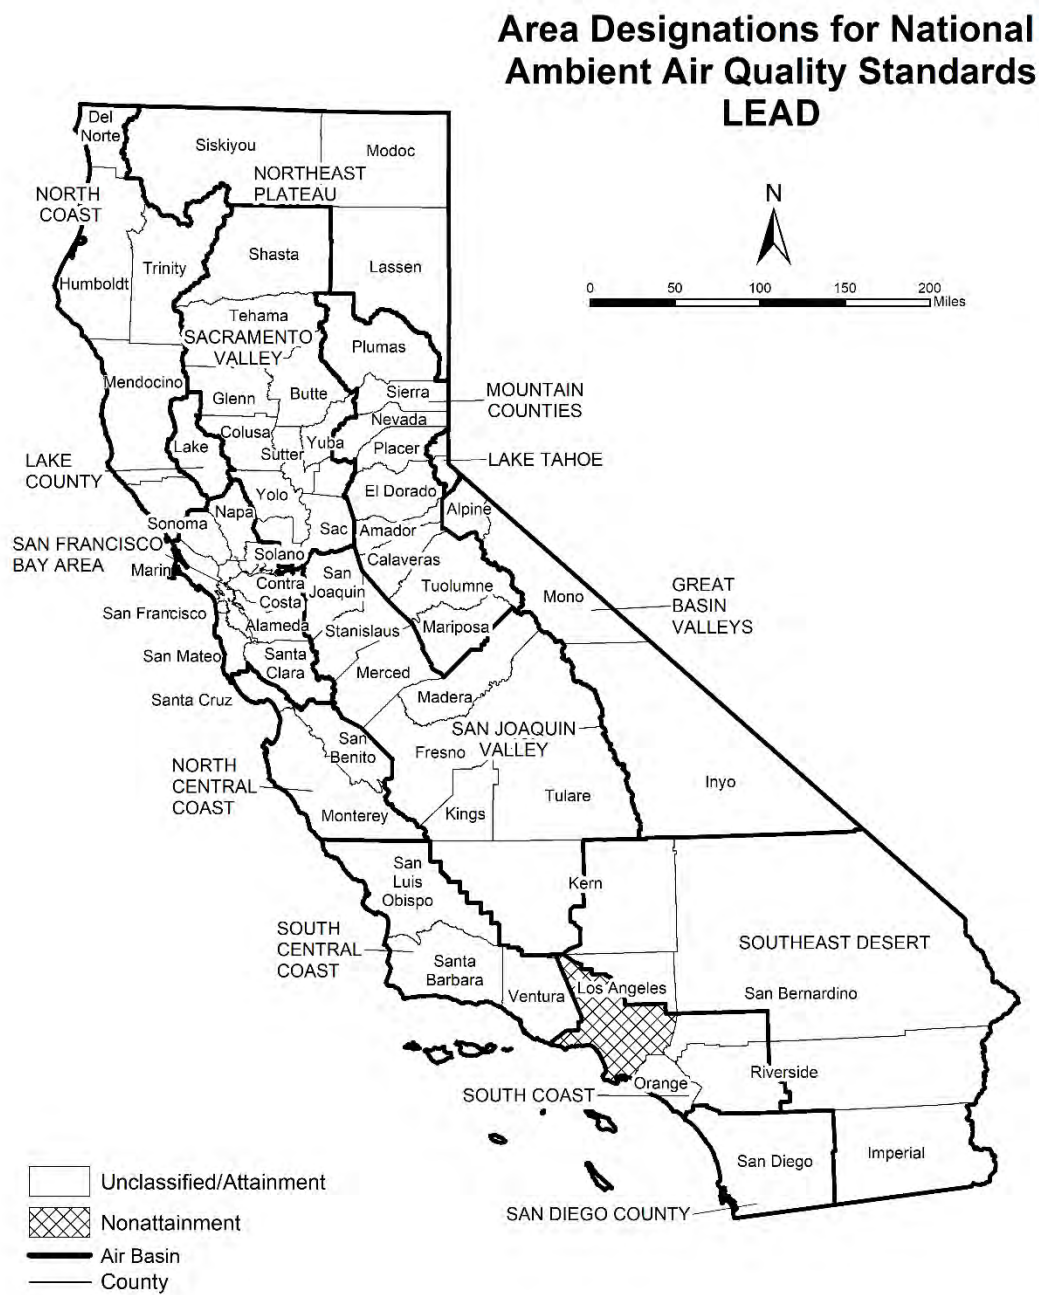 Area Designations for National
Ambient Air Quality Standards
LEAD
N
0 50 100 150 200
Miles
Del
Norte
Siskiyou
Modoc
NORTHEAST
PLATEAU
NORTH
COAST
Humboldt
Trinity
Shasta
Lassen
Tehama
SACRAMENTO
VALLEY
Plumas
Mendocino
Glenn
Butte
Sierra
MOUNTAIN
COUNTIES
Nevada
Colusa
Sutter
Yuba
Placer
Lake
LAKE
COUNTY
LAKE TAHOE
Yolo
El Dorado
Alpine
Napa
Sonoma
Sac
Amador
SAN FRANCISCO
BAY AREA
Solano
Calaveras
Marin
Contra
Costa
San
Joaquin
Tuolumne
Mono
GREAT
BASIN
VALLEYS
San Francisco
Alameda
Stanislaus
Mariposa
San Mateo
Santa
Clara
Merced
Santa Cruz
Madera
SAN JOAQUIN
VALLEY
San
Benito
Fresno
NORTH
CENTRAL
COAST
Inyo
Monterey
Kings
Tulare
San
Luis
Obispo
Kern
SOUTH
CENTRAL
COAST
SOUTHEAST DESERT
Santa
Barbara
Ventura
Los Angeles
San Bernardino
Riverside
Orange
SOUTH COAST
San Diego
Imperial
SAN DIEGO COUNTY
Unclassified/Attainment
Nonattainment
Air Basin
County